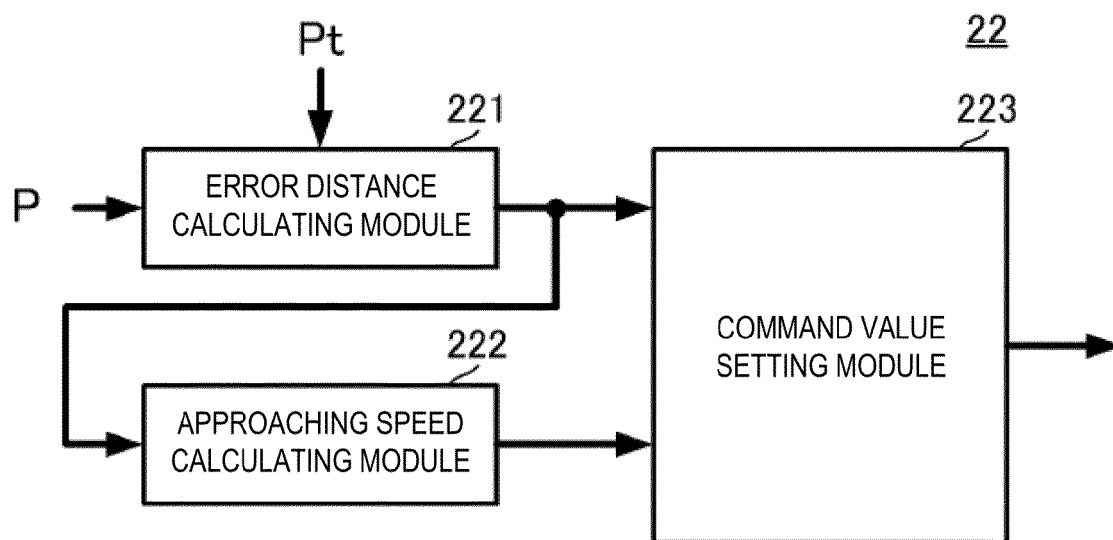 22
Pt
221
223
P
ERROR DISTANCE
CALCULATING MODULE
COMMAND VALUE
SETTING MODULE
222
APPROACHING SPEED
CALCULATING MODULE